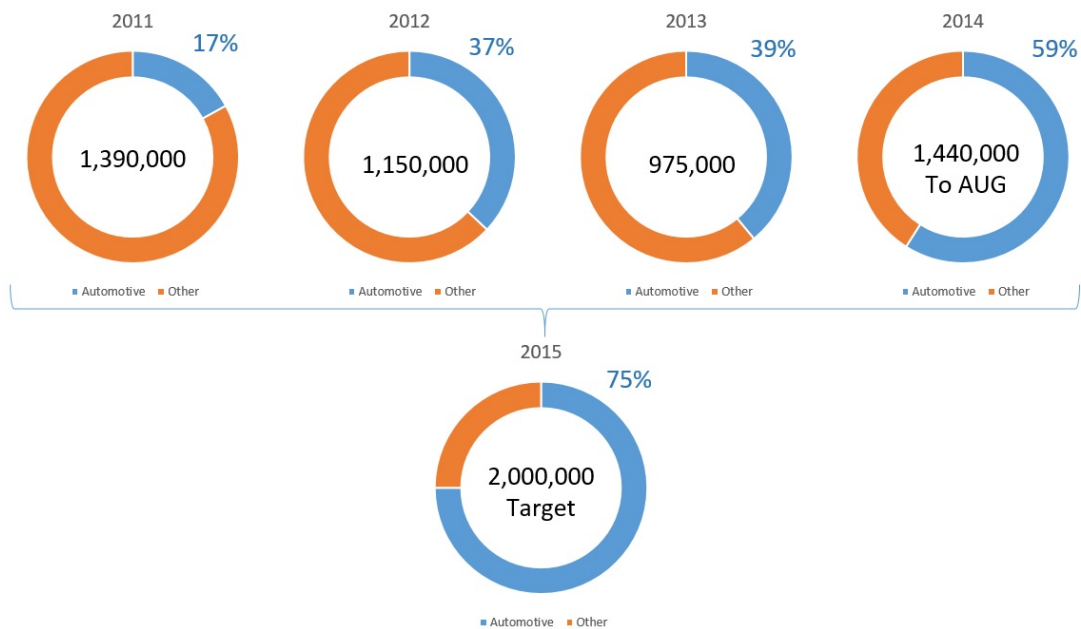 2011
17%
1,390,000
Automotive Other
2012
37%
1,150,000
Automotive Other
2013
39%
975,000
Automotive Other
2014
59%
1,440,000
To AUG
Automotive Other
2015
75%
2,000,000
Target
Automotive Other